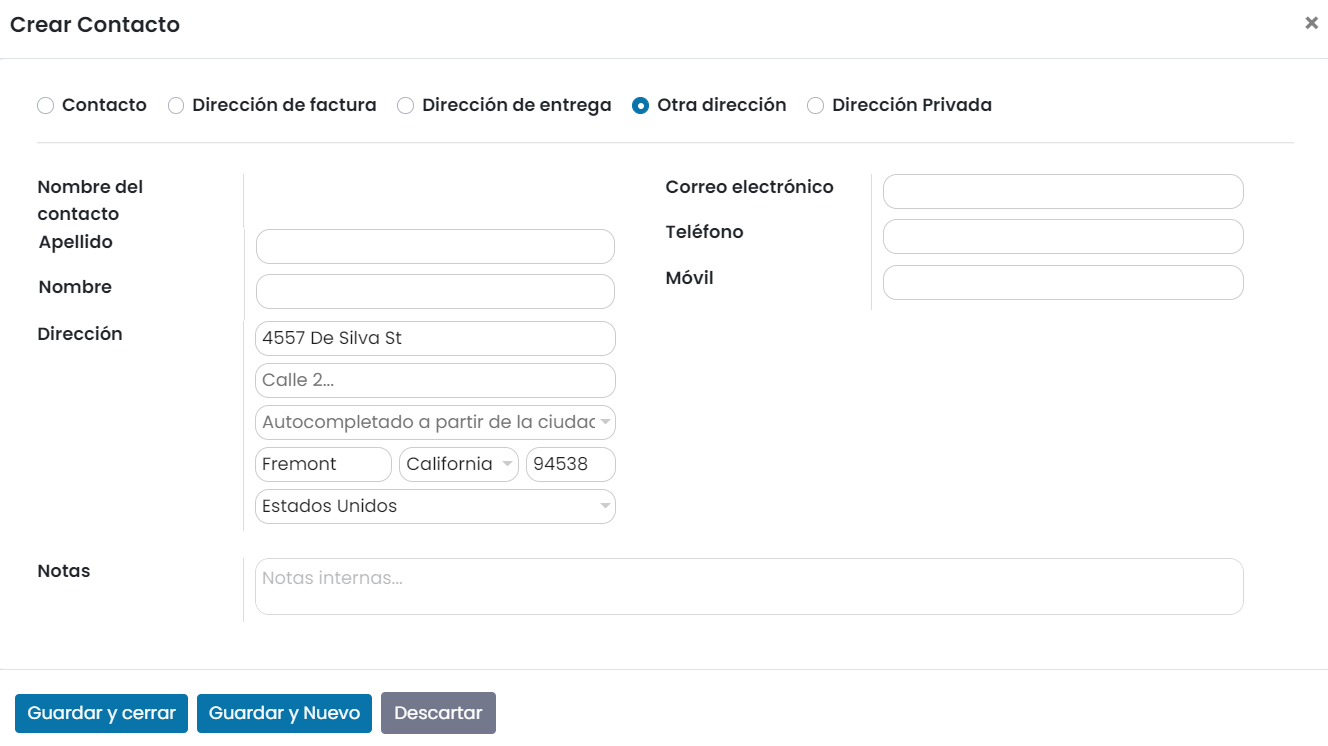 Crear Contacto
×
Contacto Dirección de factura Dirección de entrega Otra dirección Dirección Privada
Nombre del
contacto
Apellido
Nombre
Dirección
4557 De Silva St
Calle 2...
Autocompletado a partir de la ciudad
Fremont California 94538
Estados Unidos
Correo electrónico
Teléfono
Móvil
Notas
Notas internas...
Guardar y cerrar Guardar y Nuevo Descartar